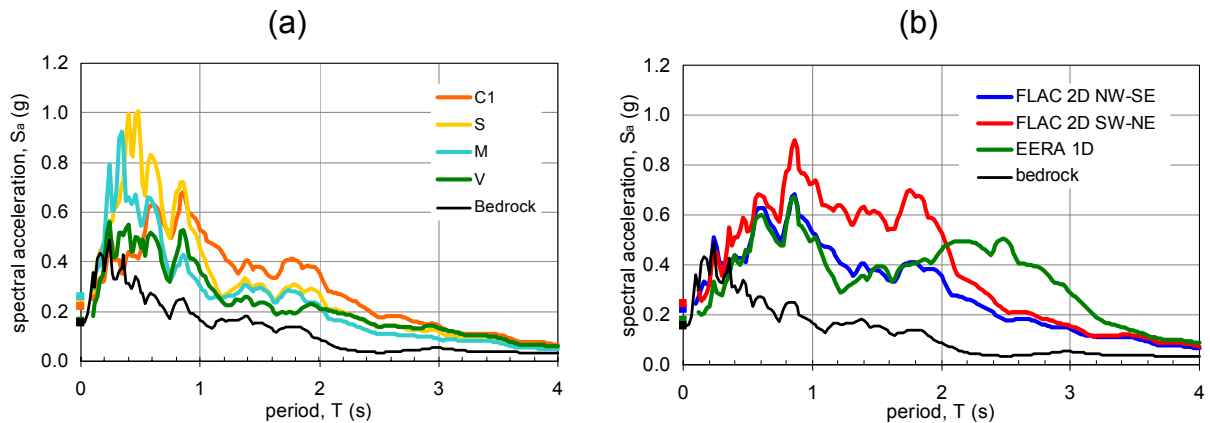 (a)
1.2
1.0
0.8
0.6
0.4
0.2
0.0
spectral acceleration, Sa (g)
C1
S
M
V
Bedrock
0 1 2 3 4
period, T (s)
(b)
1.2
1.0
0.8
0.6
0.4
0.2
0.0
spectral acceleration, Sa (g)
FLAC 2D NW-SE
FLAC 2D SW-NE
EERA 1D
bedrock
0 1 2 3 4
period, T (s)